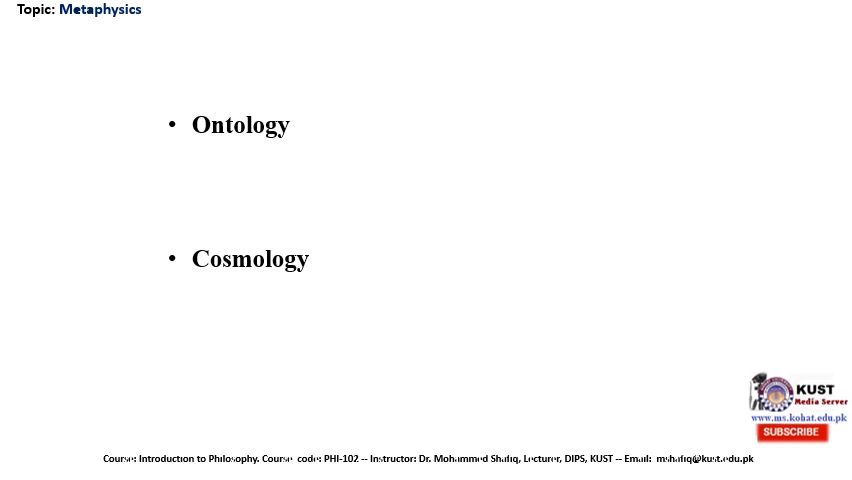 Topic: Metaphysics
• Ontology
• Cosmology
KUST
Media Server
www.ms.kohat.edu.pk
SUBSCRIBE
Course: Introduction to Philosophy. Course code: PHI-102 -- Instructor: Dr. Mohammed Shafiq, Lecturer, DIPS, KUST -- Email: mshafiq@kust.edu.pk